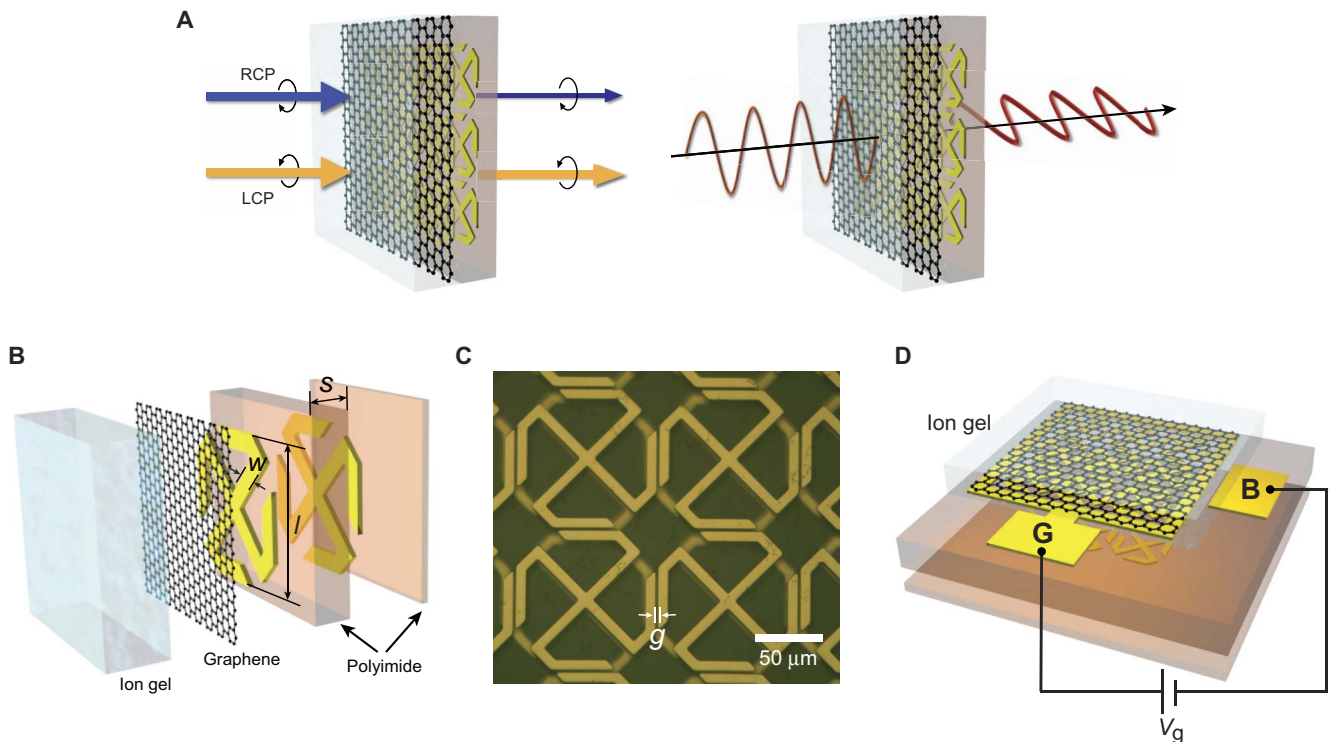 A
RCP
LCP
B
S
w
l
Graphene
Ion gel
Polyimide
C
g
50 μm
D
Ion gel
B
G
Vg